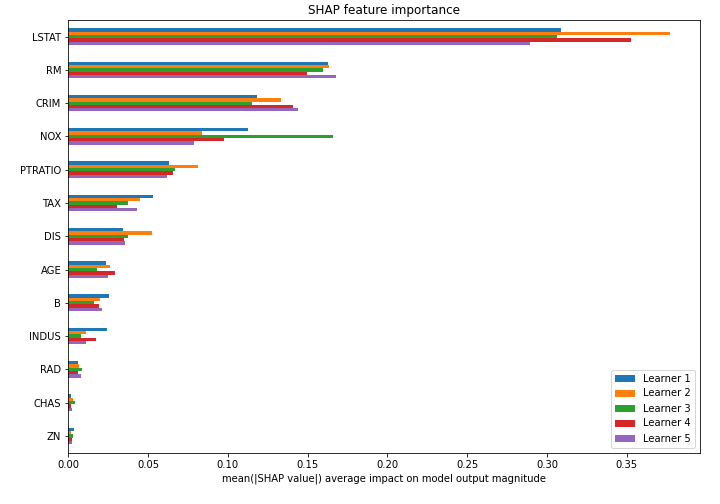 SHAP feature importance
LSTAT
RM
CRIM
NOX
PTRATIO
TAX
DIS
AGE
B
INDUS
RAD
CHAS
ZN
Learner 1
Learner 2
Learner 3
Learner 4
Learner 5
0.00 0.05 0.10 0.15 0.20 0.25 0.30 0.35
mean(|SHAP value|) average impact on model output magnitude